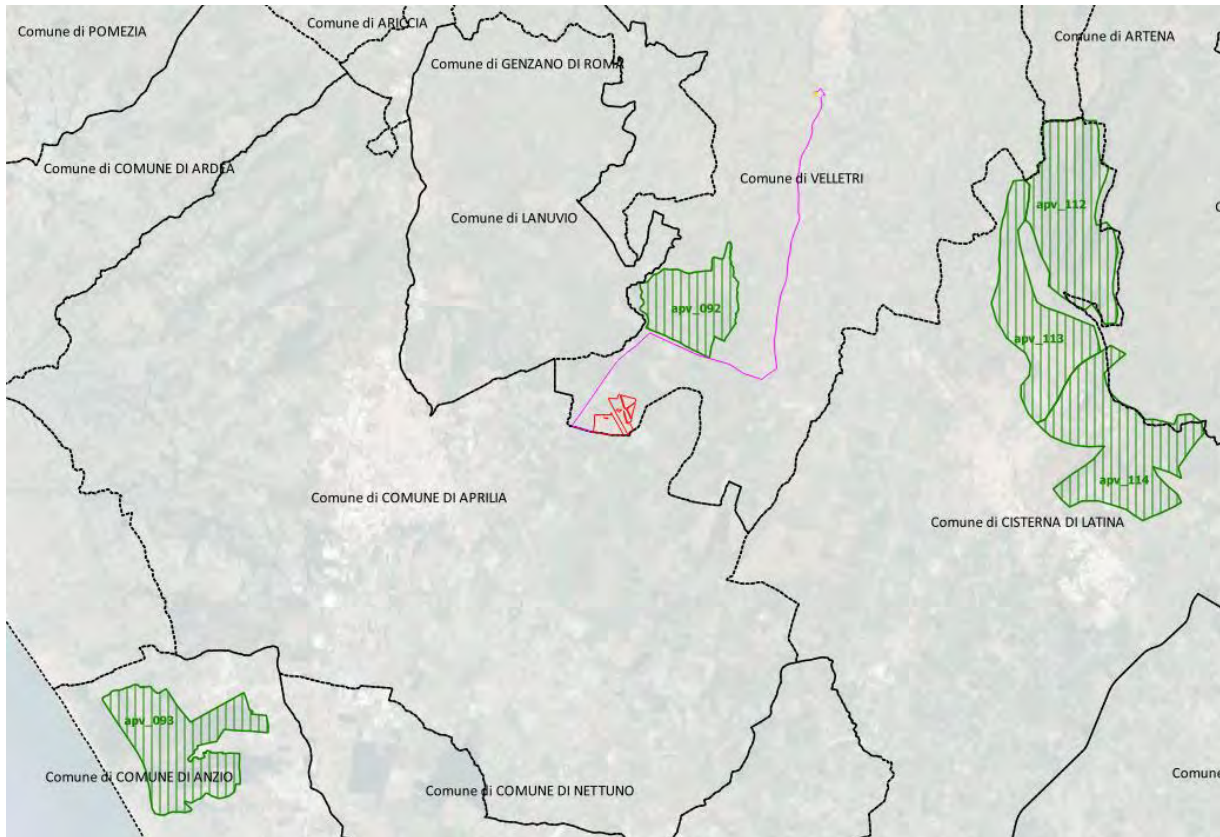 Comune di ARICCIA
Comune di POMEZIA
Comune di ARTENA
Comune di GENZANO DI ROMA
Comune di COMUNE DI ARDEA
Comune di VELLETRI
apv_112
Comune di LANUVIO
apv_092
apv_113
apv_114
Comune di COMUNE DI APRILIA
Comune di CISTERNA DI LATINA
apv_093
Comune di COMUNE DI ANZIO
Comune
Comune di COMUNE DI NETTUNO